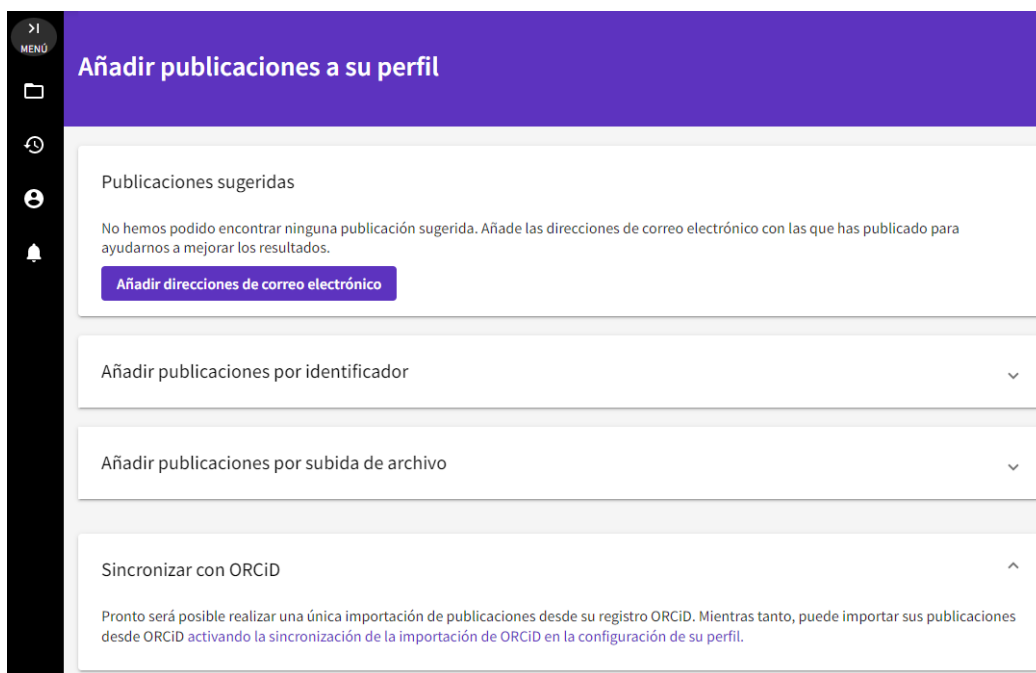 MENÚ
Añadir publicaciones a su perfil
Publicaciones sugeridas
No hemos podido encontrar ninguna publicación sugerida. Añade las direcciones de correo electrónico con las que has publicado para
ayudarnos a mejorar los resultados.
Añadir direcciones de correo electrónico
Añadir publicaciones por identificador
Añadir publicaciones por subida de archivo
Sincronizar con ORCiD
Pronto será posible realizar una única importación de publicaciones desde su registro ORCiD. Mientras tanto, puede importar sus publicaciones
desde ORCiD activando la sincronización de la importación de ORCiD en la configuración de su perfil.